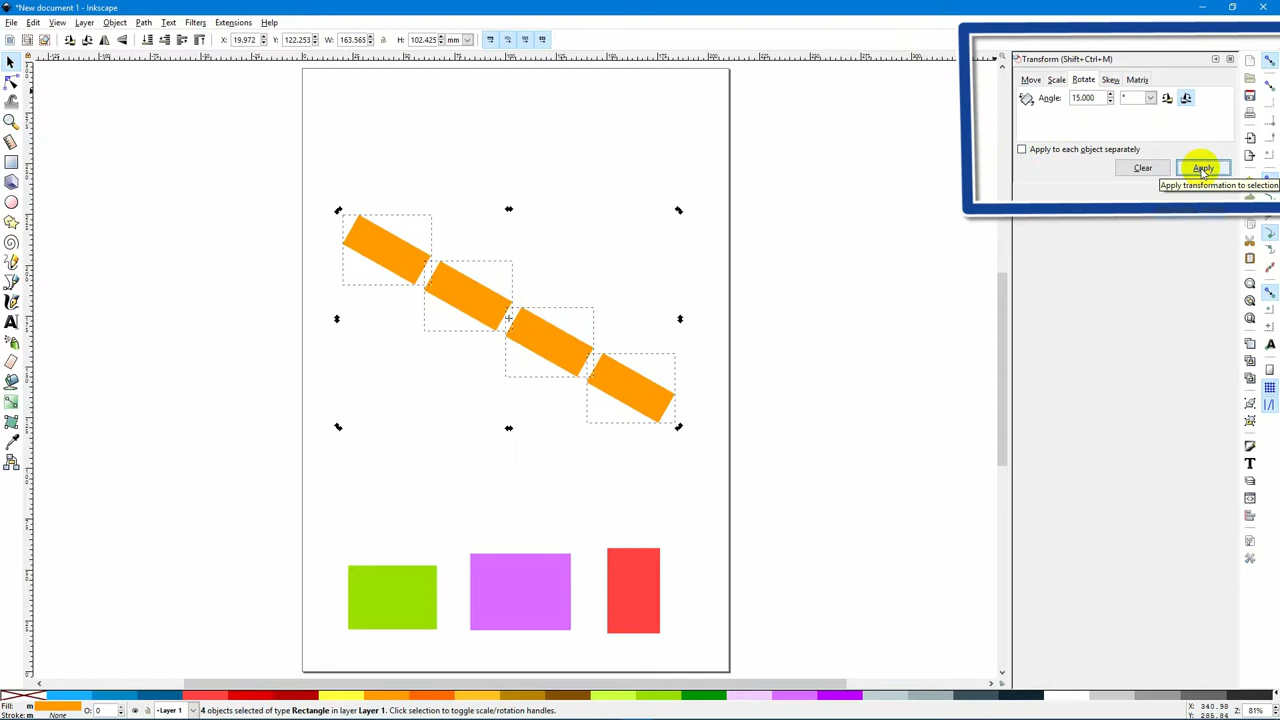 *New document 1 - Inkscape
File Edit View Layer Object Path Text Filters Extensions Help
X: 19.972 Y: 122.253 W: 163.565 H: 102.425 mm
Transform (Shift+Ctrl+M)
Move Scale Rotate Skew Matrix
Angle: 15.000 °
Apply to each object separately
Clear Apply
Apply transformation to selection
Fill: m O: 0 Layer 1 4 objects selected of type Rectangle in layer Layer 1. Click selection to toggle scale/rotation handles. X: 340.98 Z: 81%
Stroke: m None Y: 285.84